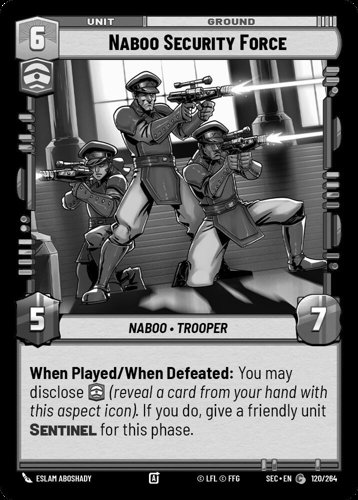 UNIT
GROUND
6
NABOO SECURITY FORCE
5
NABOO • TROOPER
7
When Played/When Defeated: You may
disclose (reveal a card from your hand with
this aspect icon). If you do, give a friendly unit
SENTINEL for this phase.
ESLAM ABOSHADY
A
© LFL © FFG
SEC • EN
C
120/264